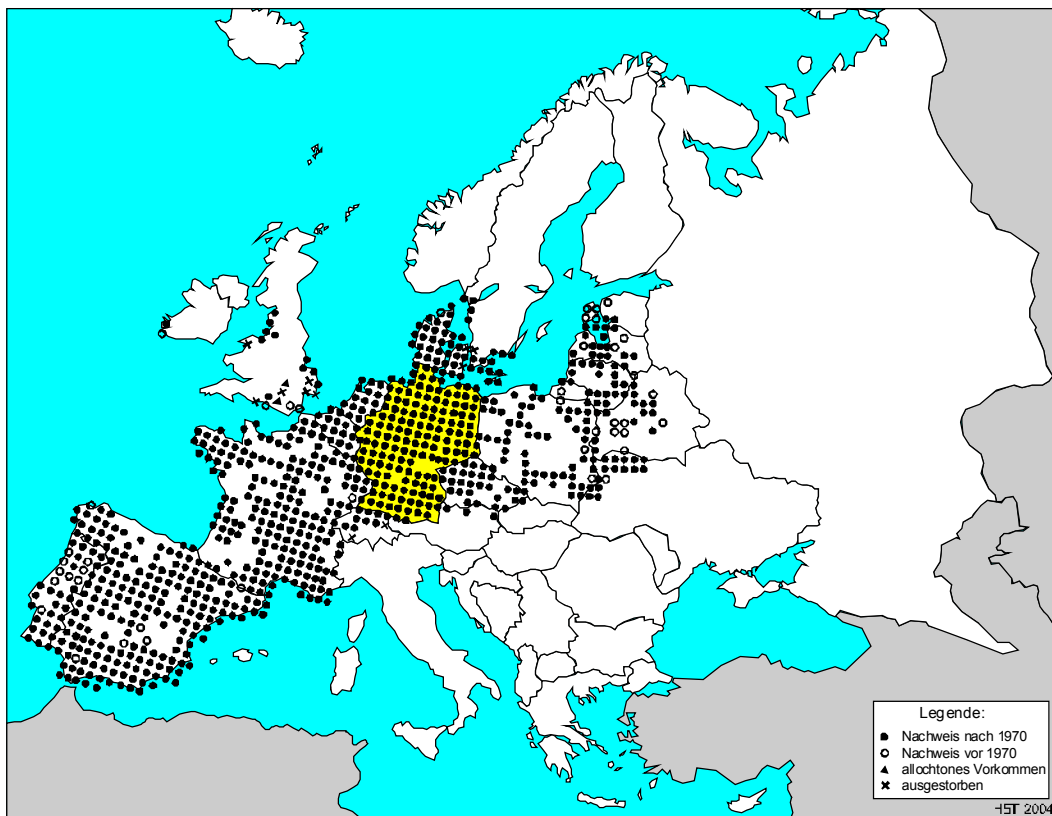 Legende:
Nachweis nach 1970
Nachweis vor 1970
allochtones Vorkommen
ausgestorben
HST 2004